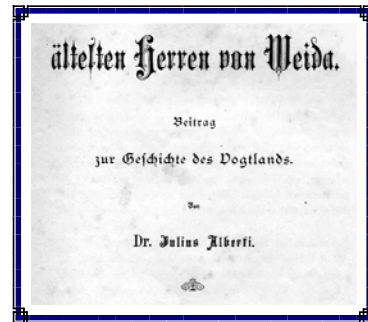 ältesten Herren von Weida.
Beitrag
zur Geschichte des Vogtlands.
Von
Dr. Julius Alberti.